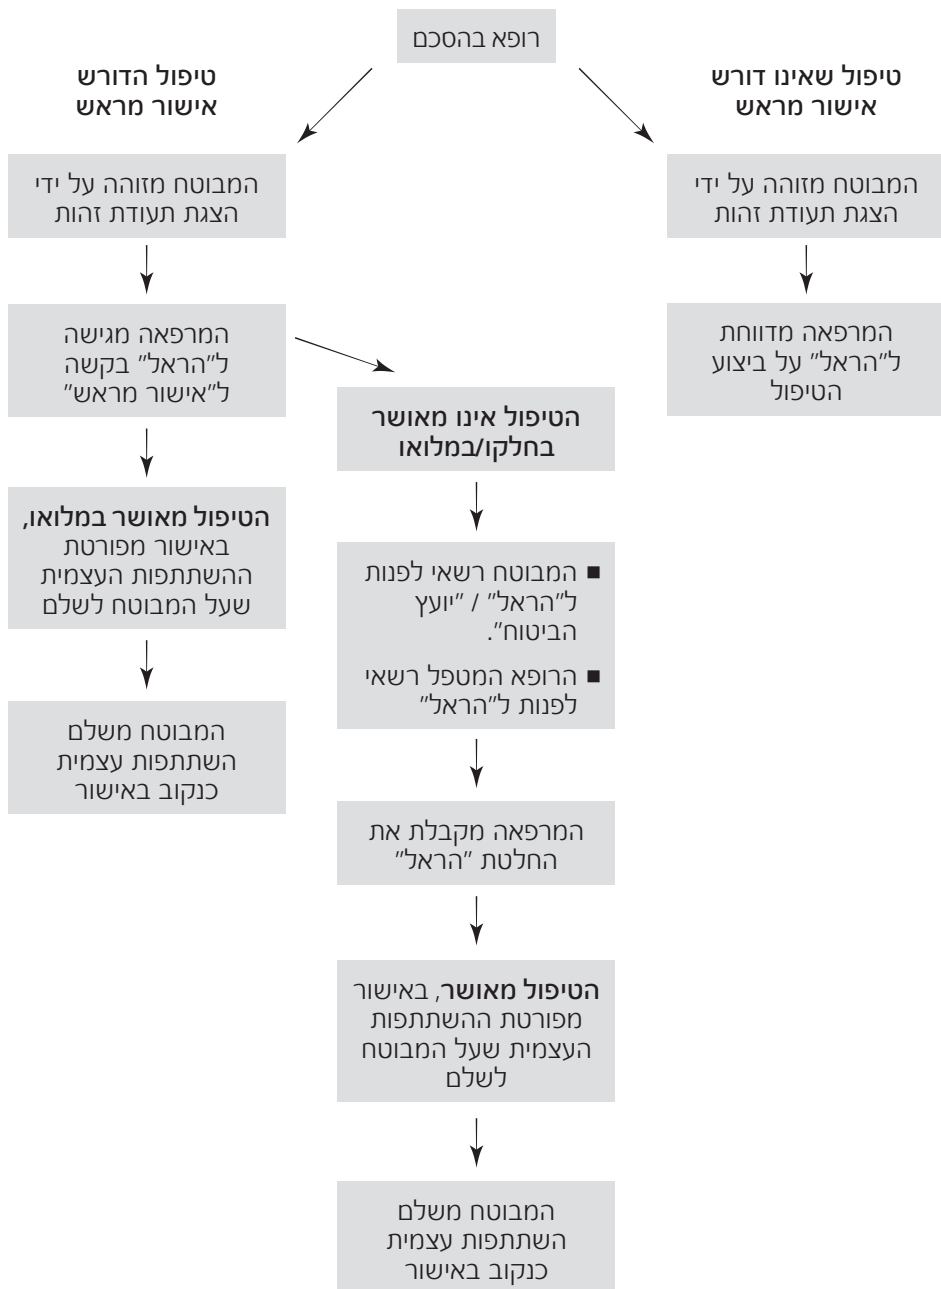 רופא בהסכם
טיפול שאינו דורש
אישור מראש
המבוטח מזוהה על ידי
הצגת תעודת זהות
המרפאה מדווחת
ל"הראל" על ביצוע
הטיפול
טיפול הדורש
אישור מראש
המבוטח מזוהה על ידי
הצגת תעודת זהות
המרפאה מגישה
ל"הראל" בקשה
ל"אישור מראש"
הטיפול מאושר במלואו,
באישור מפורטת
ההשתתפות העצמית
שעל המבוטח לשלם
המבוטח משלם
השתתפות עצמית
כנקוב באישור
הטיפול אינו מאושר
בחלקו/במלואו
■ המבוטח רשאי לפנות
ל"הראל" / "יועץ
הביטוח".
■ הרופא המטפל רשאי
לפנות ל"הראל"
המרפאה מקבלת את
החלטת "הראל"
הטיפול מאושר, באישור
מפורטת ההשתתפות
העצמית שעל המבוטח
לשלם
המבוטח משלם
השתתפות עצמית
כנקוב באישור